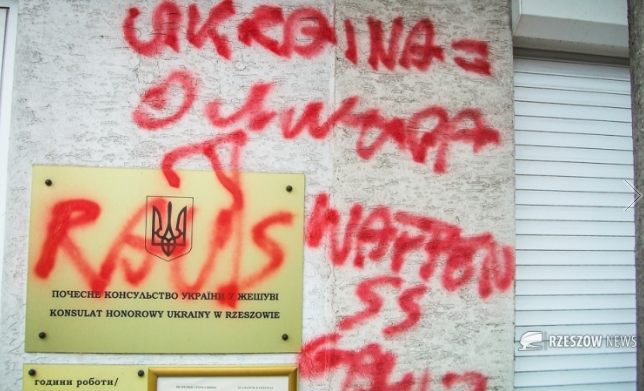 UKRAINA =
RAUS
WAFFEN
SS
ПОЧЕСНЕ КОНСУЛЬСТВО УКРАЇНИ У ЖЕШУВІ
KONSULAT HONOROWY UKRAINY W RZESZOWIE
години роботи/
RZESZOW NEWS